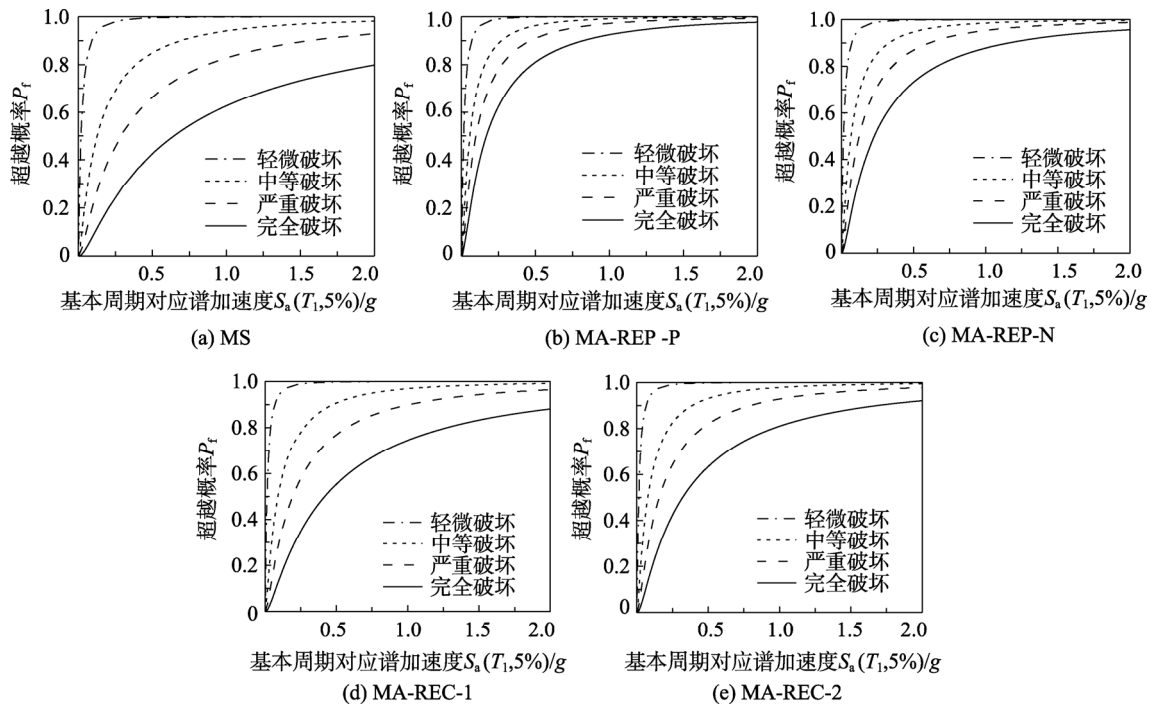 超越概率Pf
1.0
0.8
0.6
0.4
0.2
0
0.5
1.0
1.5
2.0
轻微破坏
中等破坏
严重破坏
完全破坏
基本周期对应谱加速度Sa(T1,5%)/g
(a) MS
超越概率Pf
1.0
0.8
0.6
0.4
0.2
0
0.5
1.0
1.5
2.0
轻微破坏
中等破坏
严重破坏
完全破坏
基本周期对应谱加速度Sa(T1,5%)/g
(b) MA-REP -P
超越概率Pf
1.0
0.8
0.6
0.4
0.2
0
0.5
1.0
1.5
2.0
轻微破坏
中等破坏
严重破坏
完全破坏
基本周期对应谱加速度Sa(T1,5%)/g
(c) MA-REP-N
超越概率Pf
1.0
0.8
0.6
0.4
0.2
0
0.5
1.0
1.5
2.0
轻微破坏
中等破坏
严重破坏
完全破坏
基本周期对应谱加速度Sa(T1,5%)/g
(d) MA-REC-1
超越概率Pf
1.0
0.8
0.6
0.4
0.2
0
0.5
1.0
1.5
2.0
轻微破坏
中等破坏
严重破坏
完全破坏
基本周期对应谱加速度Sa(T1,5%)/g
(e) MA-REC-2